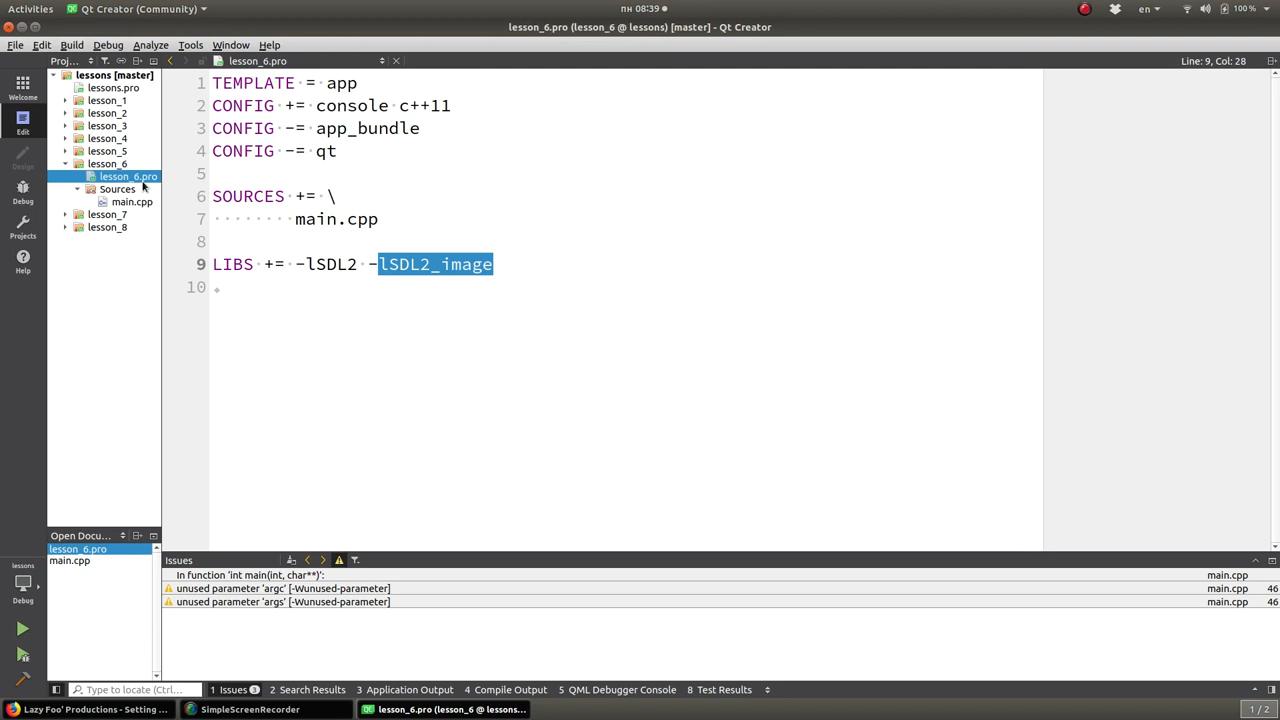 Activities Qt Creator (Community) пн 08:39 en 100 %
lesson_6.pro (lesson_6 @ lessons) [master] - Qt Creator
File Edit Build Debug Analyze Tools Window Help
Proj... lesson_6.pro Line: 9, Col: 28
lessons [master]
lessons.pro
lesson_1
lesson_2
lesson_3
lesson_4
lesson_5
lesson_6
lesson_6.pro
Sources
main.cpp
lesson_7
lesson_8
Welcome
Edit
Design
Debug
Projects
Help
1 TEMPLATE = app
2 CONFIG += console c++11
3 CONFIG -= app_bundle
4 CONFIG -= qt
5
6 SOURCES += \
7 main.cpp
8
9 LIBS += -lSDL2 -lSDL2_image
10
Open Docu...
lesson_6.pro
main.cpp
lessons
Debug
Issues
In function 'int main(int, char**)': main.cpp
unused parameter 'argc' [-Wunused-parameter] main.cpp 46
unused parameter 'args' [-Wunused-parameter] main.cpp 46
Type to locate (Ctrl... 1 Issues 3 2 Search Results 3 Application Output 4 Compile Output 5 QML Debugger Console 8 Test Results
Lazy Foo' Productions - Setting ... SimpleScreenRecorder lesson_6.pro (lesson_6 @ lessons... 1 / 2